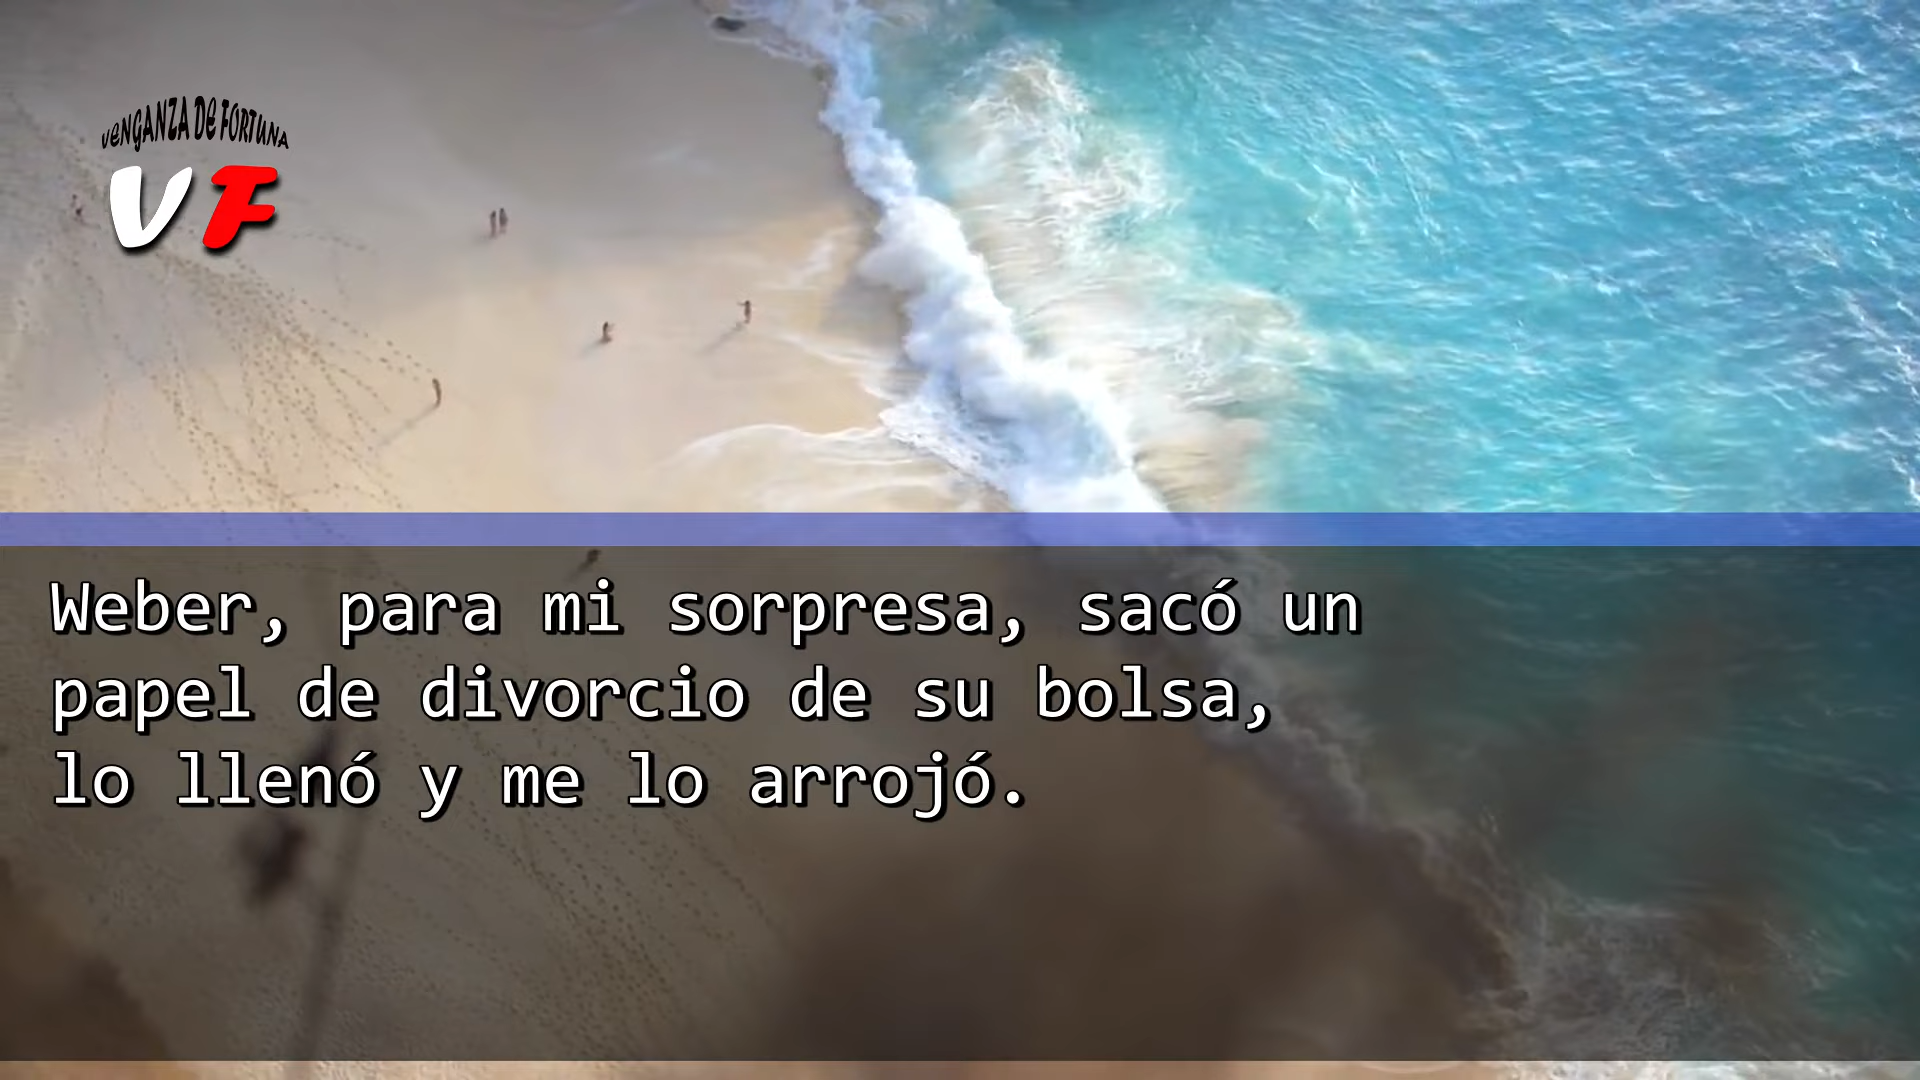 VENGANZA DE FORTUNA
VF
Weber, para mi sorpresa, sacó un
papel de divorcio de su bolsa,
lo llenó y me lo arrojó.